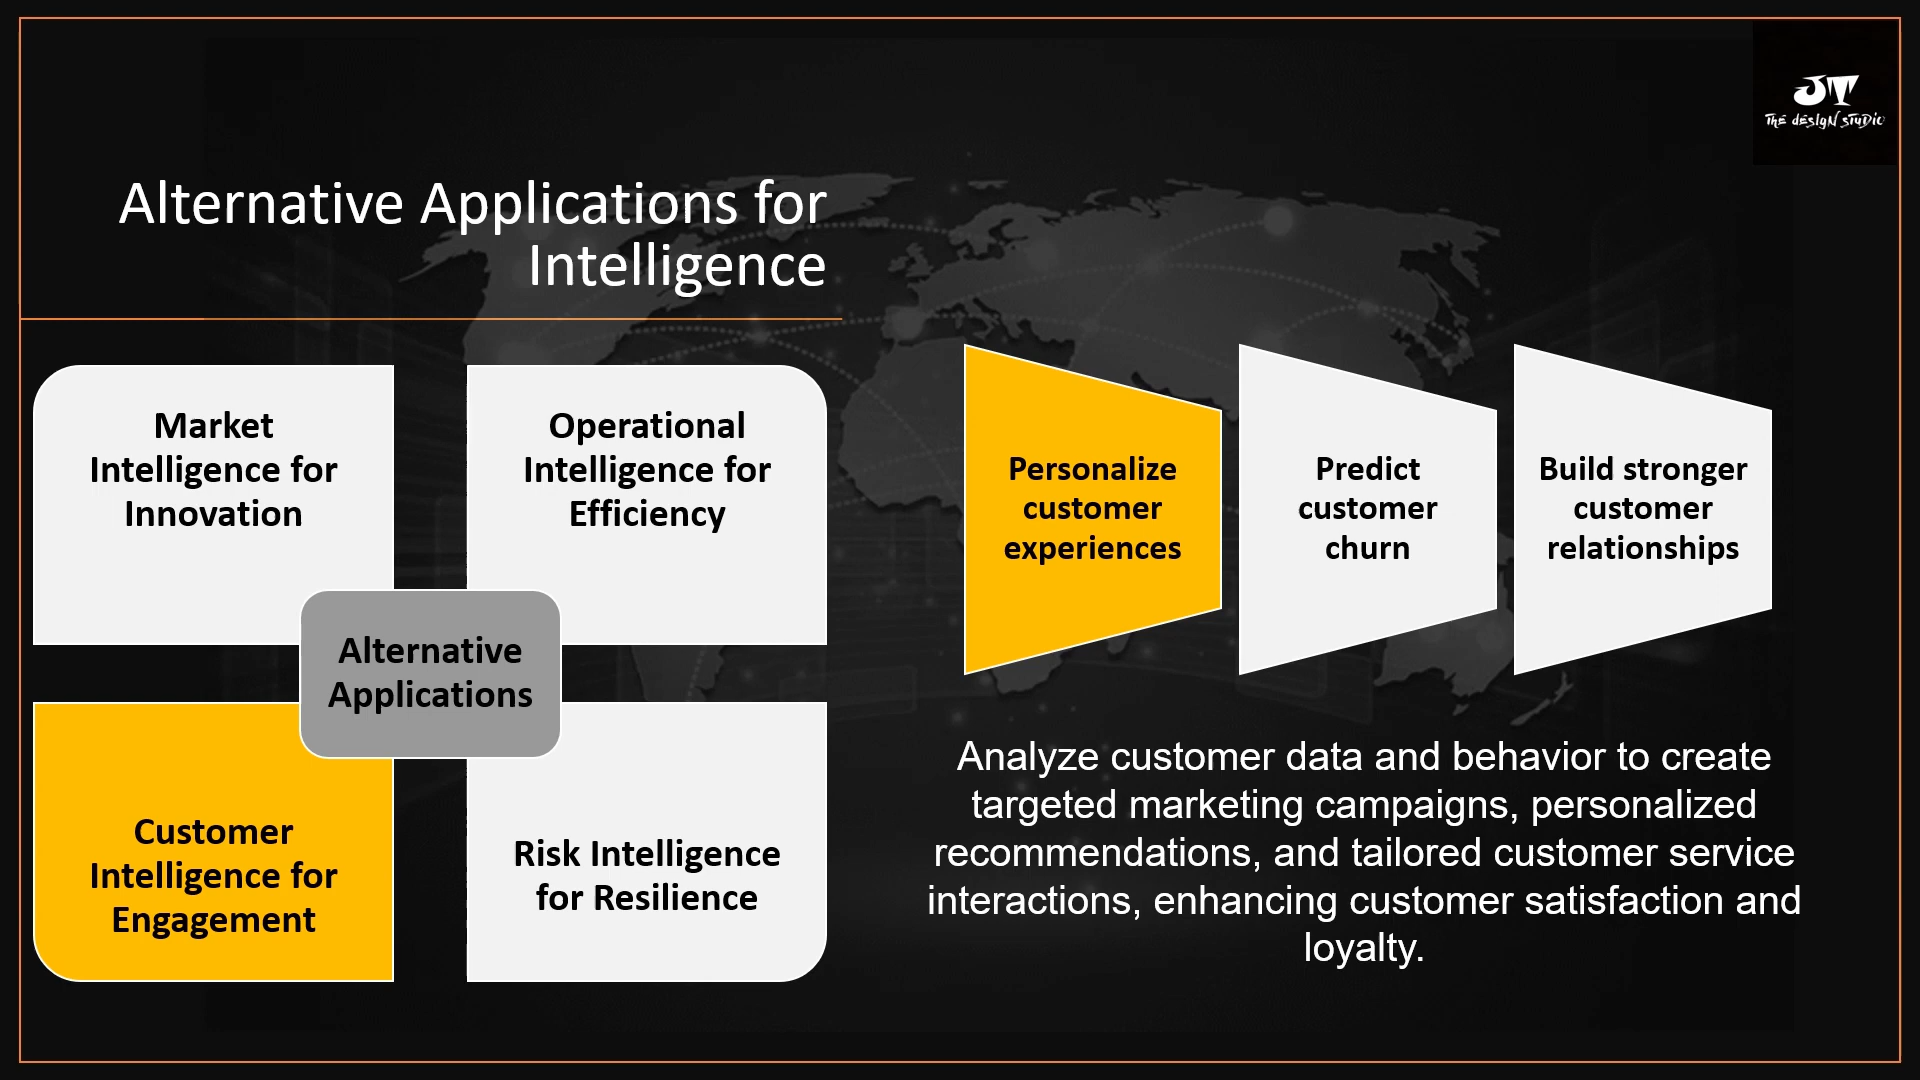 JT
THE DESIGN STUDIO
Alternative Applications for
Intelligence
Market
Intelligence for
Innovation
Operational
Intelligence for
Efficiency
Alternative
Applications
Customer
Intelligence for
Engagement
Risk Intelligence
for Resilience
Personalize
customer
experiences
Predict
customer
churn
Build stronger
customer
relationships
Analyze customer data and behavior to create
targeted marketing campaigns, personalized
recommendations, and tailored customer service
interactions, enhancing customer satisfaction and
loyalty.